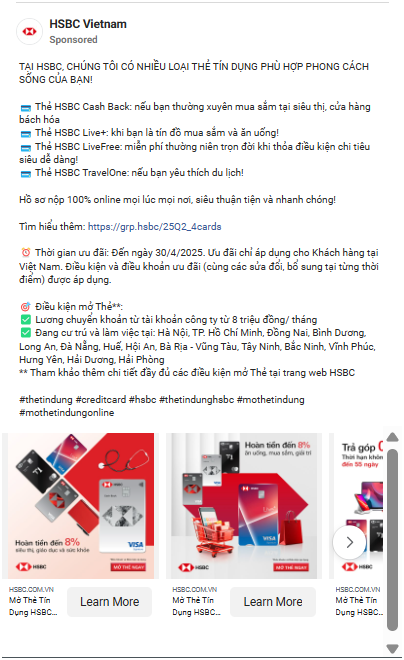 HSBC Vietnam
Sponsored
TẠI HSBC, CHÚNG TÔI CÓ NHIỀU LOẠI THẺ TÍN DỤNG PHÙ HỢP PHONG CÁCH
SỐNG CỦA BẠN!
💳 Thẻ HSBC Cash Back: nếu bạn thường xuyên mua sắm tại siêu thị, cửa hàng
bách hóa
💳 Thẻ HSBC Live+: khi bạn là tín đồ mua sắm và ăn uống!
💳 Thẻ HSBC LiveFree: miễn phí thường niên trọn đời khi thỏa điều kiện chi tiêu
siêu dễ dàng!
💳 Thẻ HSBC TravelOne: nếu bạn yêu thích du lịch!
Hồ sơ nộp 100% online mọi lúc mọi nơi, siêu thuận tiện và nhanh chóng!
Tìm hiểu thêm: https://grp.hsbc/25Q2_4cards
⏰ Thời gian ưu đãi: Đến ngày 30/4/2025. Ưu đãi chỉ áp dụng cho Khách hàng tại
Việt Nam. Điều kiện và điều khoản ưu đãi (cùng các sửa đổi, bổ sung tại từng thời
điểm) được áp dụng.
🎯 Điều kiện mở Thẻ**:
✅ Lương chuyển khoản từ tài khoản công ty từ 8 triệu đồng/ tháng
✅ Đang cư trú và làm việc tại: Hà Nội, TP. Hồ Chí Minh, Đồng Nai, Bình Dương,
Long An, Đà Nẵng, Huế, Hội An, Bà Rịa - Vũng Tàu, Tây Ninh, Bắc Ninh, Vĩnh Phúc,
Hưng Yên, Hải Dương, Hải Phòng
** Tham khảo thêm chi tiết đầy đủ các điều kiện mở Thẻ tại trang web HSBC
#thetindung #creditcard #hsbc #thetindunghsbc #mothetindung
#mothetindungonline
Hoàn tiền đến 8%
siêu thị, giáo dục và sức khỏe
HSBC
MỞ THẺ NGAY
VISA
HSBC.COM.VN
Mở Thẻ Tín
Dụng HSBC...
Learn More
Hoàn tiền đến 8%
ăn uống, mua sắm, giải trí
VISA
HSBC
MỞ THẺ NGAY
HSBC.COM.VN
Mở Thẻ Tín
Dụng HSBC...
Learn More
Trả góp
Thời hạn khôn
đến 55 ngày
HSBC
HSBC.COM.VN
Mở Thẻ Tín
Dụng HSBC...